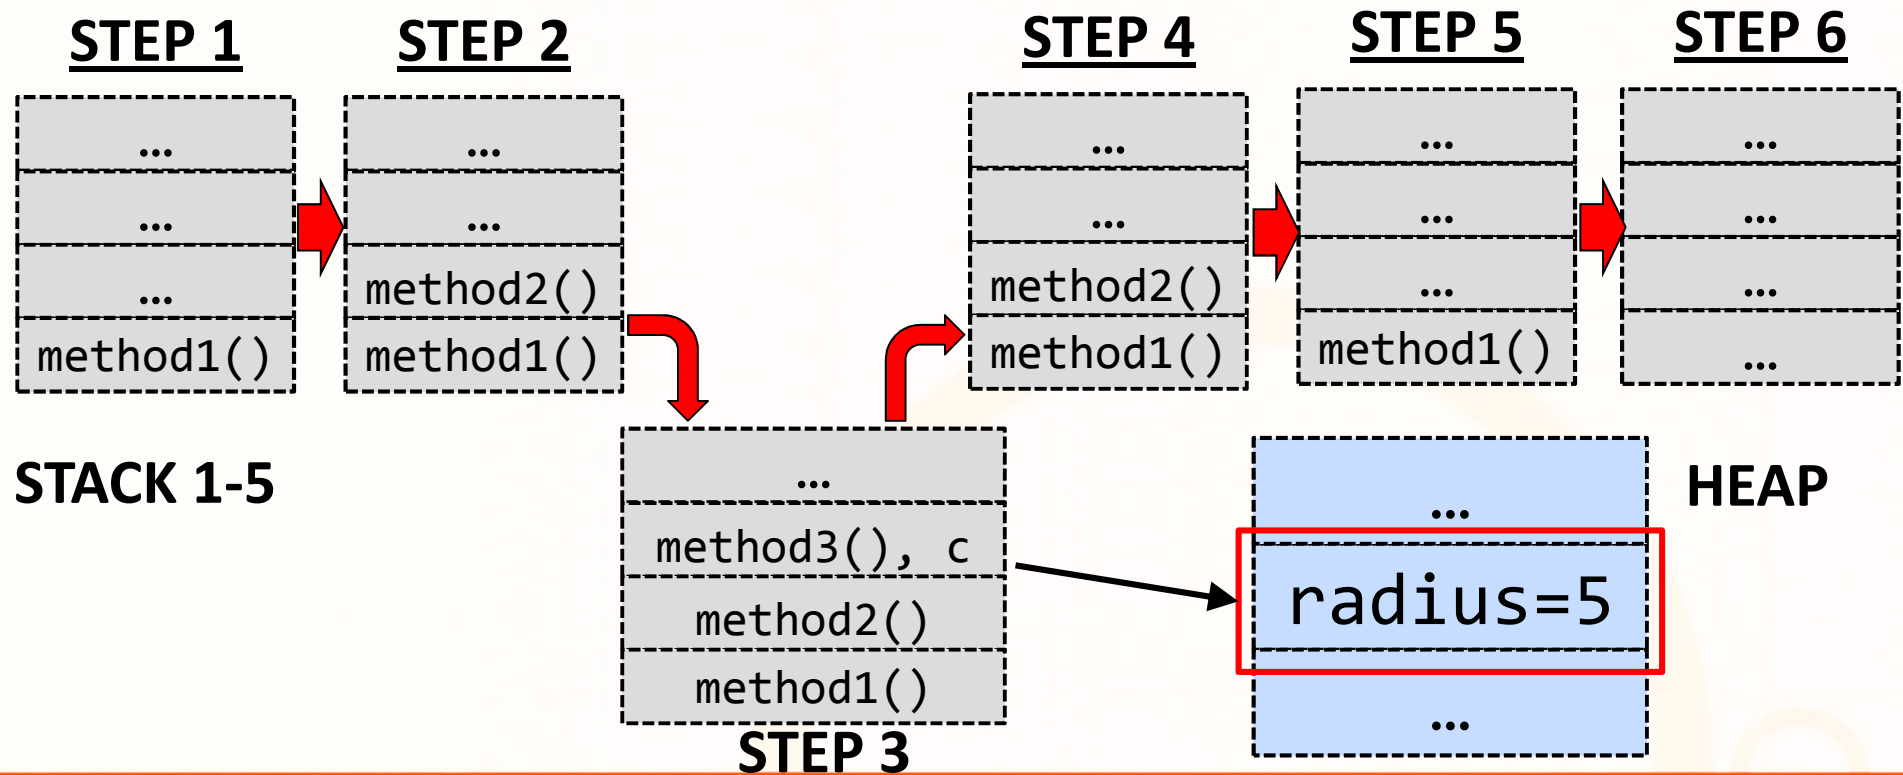 STEP 1
...
...
...
method1()
STEP 2
...
...
method2()
method1()
STACK 1-5
...
method3(), c
method2()
method1()
STEP 3
STEP 4
...
...
method2()
method1()
STEP 5
...
...
...
method1()
STEP 6
...
...
...
...
HEAP
...
radius=5
...